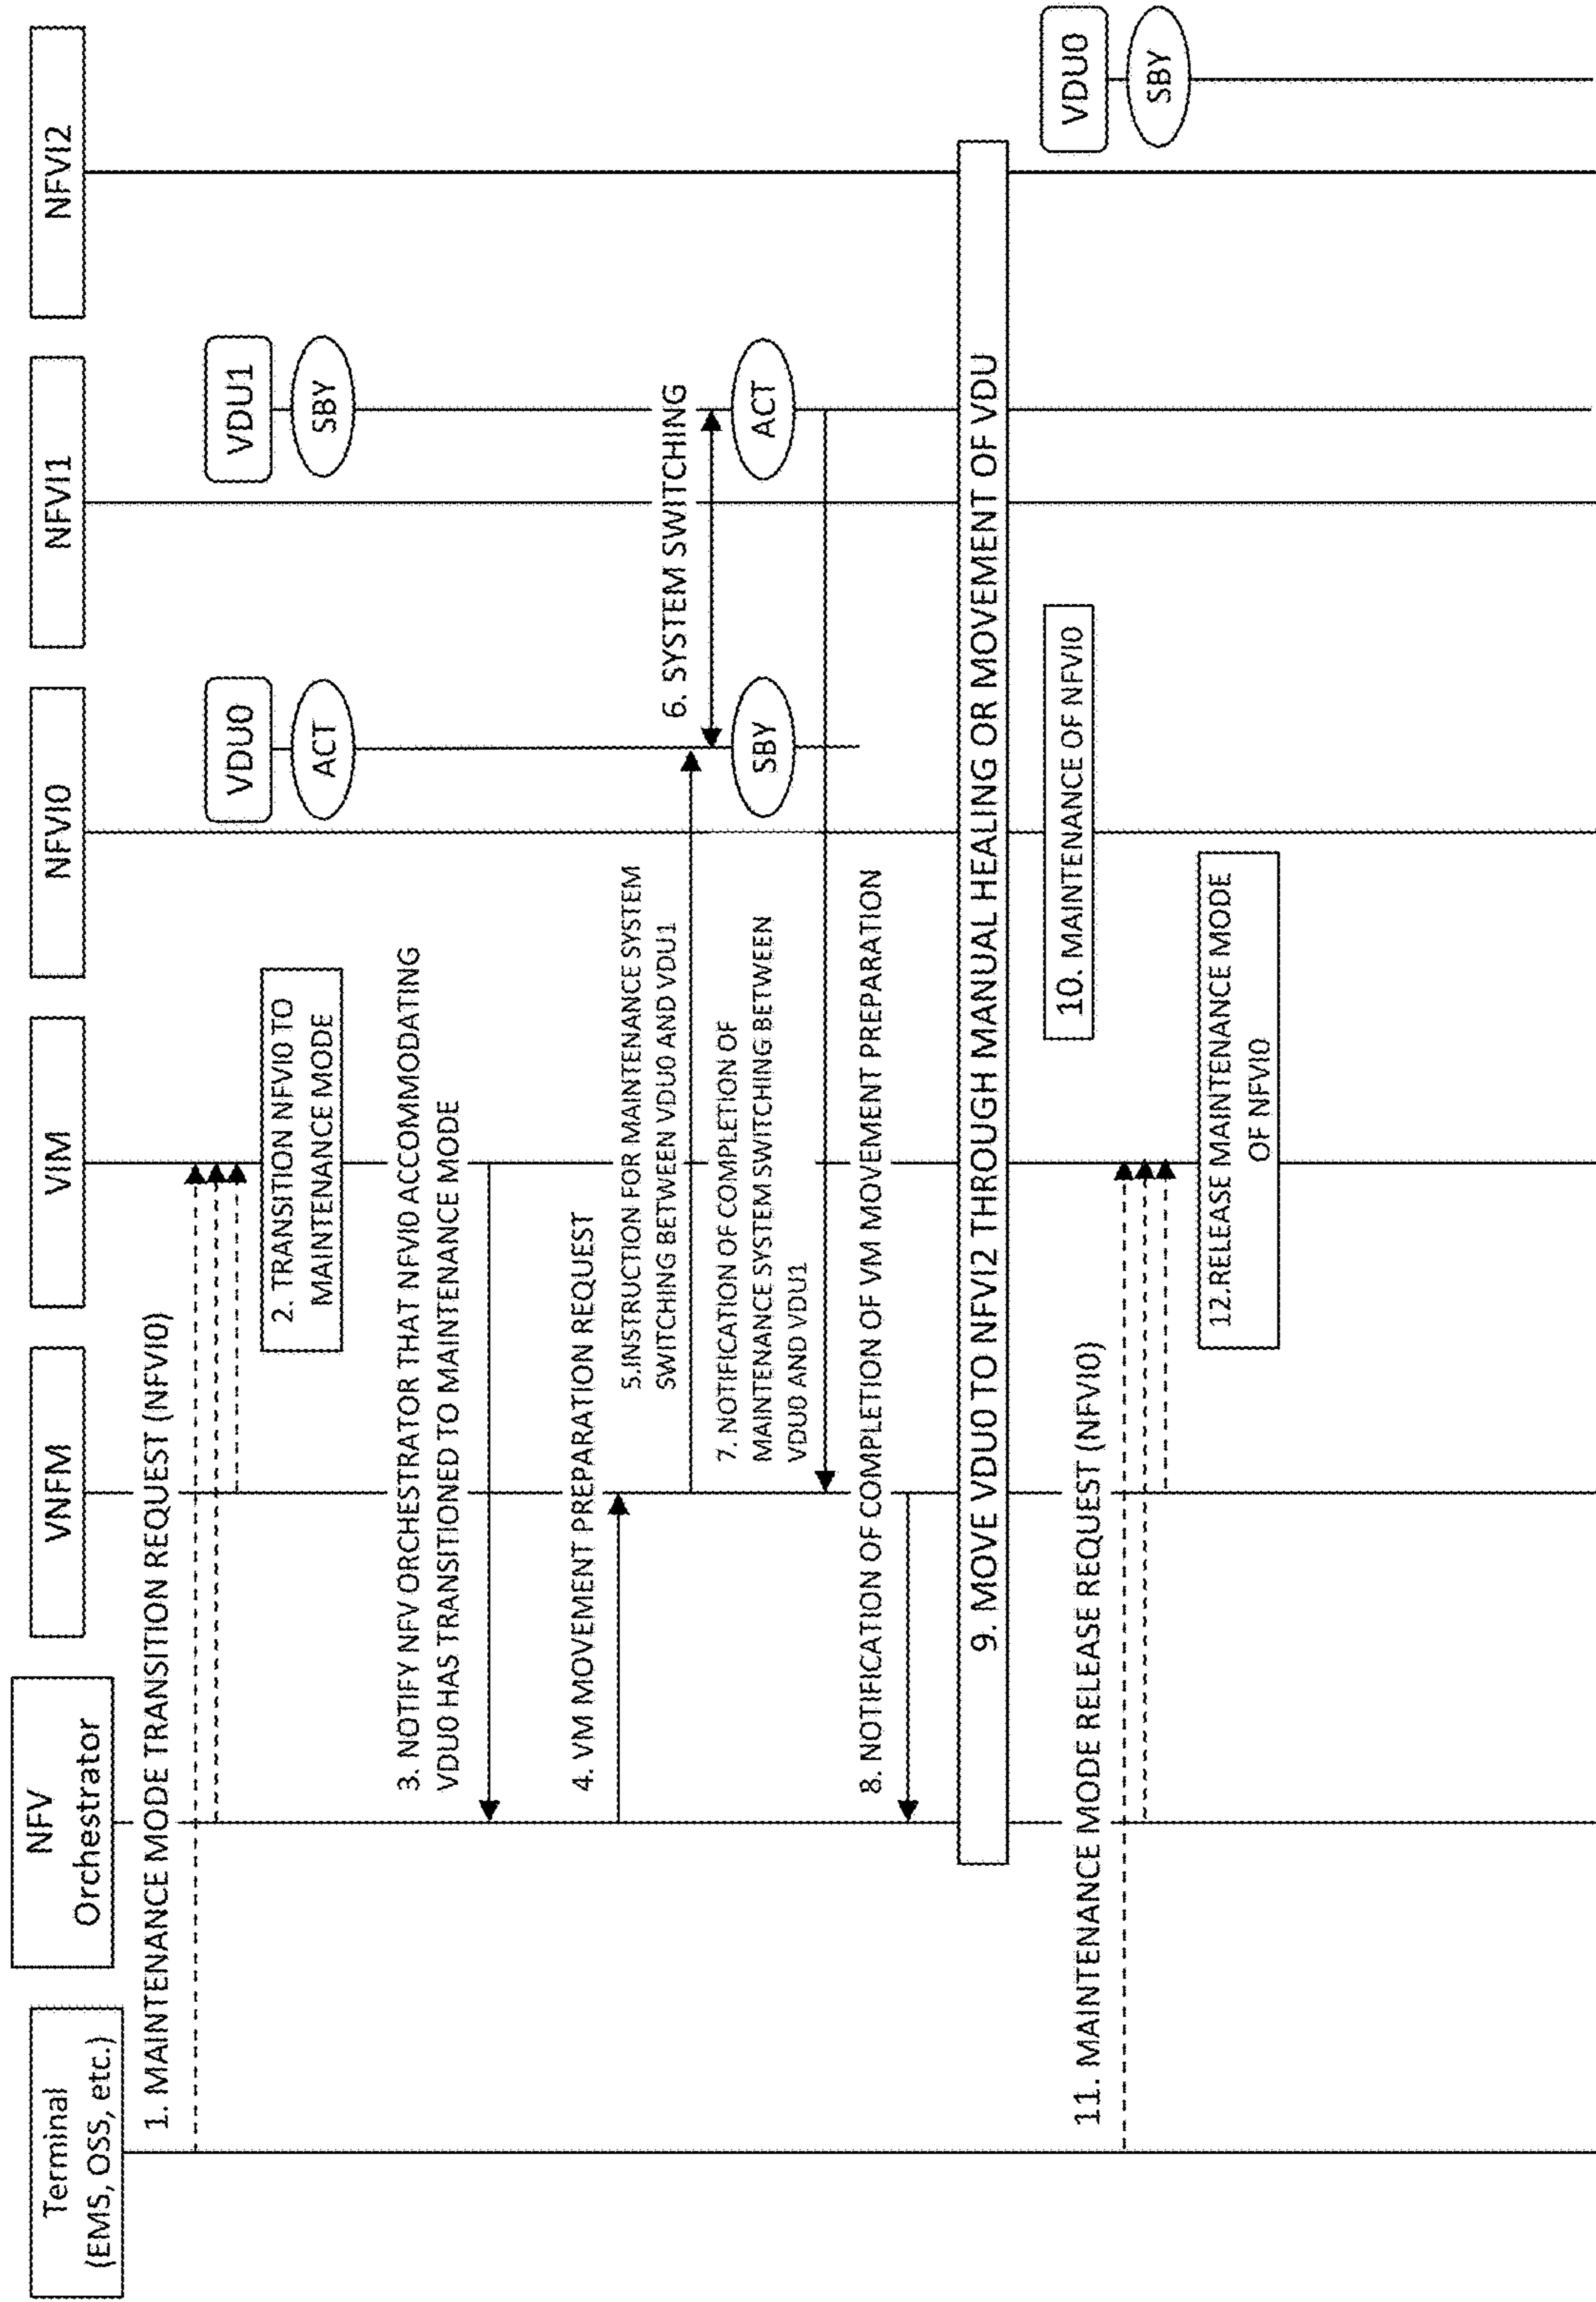 Terminal
(EMS, OSS, etc.)
NFV
Orchestrator
VNFM
VIM
NFVI0
NFVI1
NFVI2
1. MAINTENANCE MODE TRANSITION REQUEST (NFVI0)
VDU0
ACT
VDU1
SBY
2. TRANSITION NFVI0 TO
MAINTENANCE MODE
3. NOTIFY NFV ORCHESTRATOR THAT NFVI0 ACCOMMODATING
VDU0 HAS TRANSITIONED TO MAINTENANCE MODE
4. VM MOVEMENT PREPARATION REQUEST
5.INSTRUCTION FOR MAINTENANCE SYSTEM
SWITCHING BETWEEN VDU0 AND VDU1
6. SYSTEM SWITCHING
SBY
ACT
7. NOTIFICATION OF COMPLETION OF
MAINTENANCE SYSTEM SWITCHING BETWEEN
VDU0 AND VDU1
8. NOTIFICATION OF COMPLETION OF VM MOVEMENT PREPARATION
9. MOVE VDU0 TO NFVI2 THROUGH MANUAL HEALING OR MOVEMENT OF VDU
10. MAINTENANCE OF NFVI0
VDU0
SBY
11. MAINTENANCE MODE RELEASE REQUEST (NFVI0)
12.RELEASE MAINTENANCE MODE
OF NFVI0